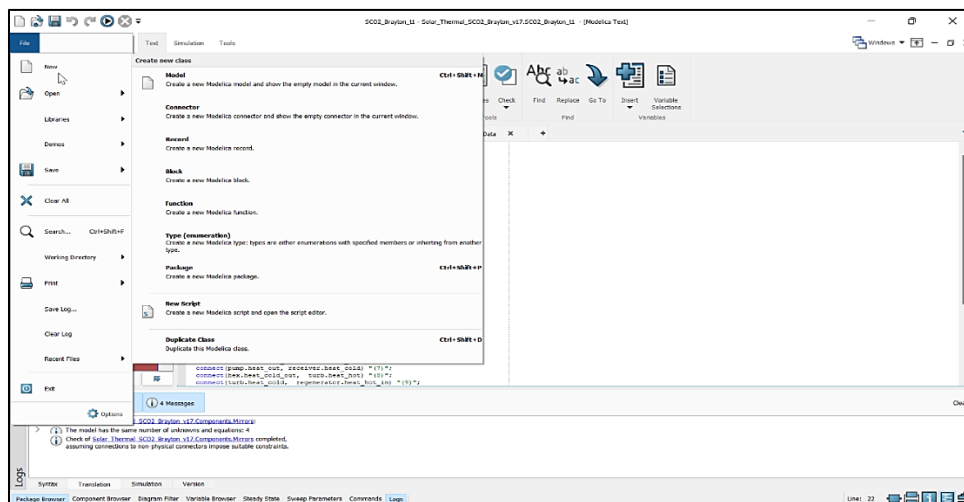 SCO2_Brayton_t1 - Solar_Thermal_SCO2_Brayton_v17.SCO2_Brayton_t1 - [Modelica Text]
File
Text Simulation Tools
Windows
New
Open
Libraries
Demos
Save
Clear All
Search... Ctrl+Shift+F
Working Directory
Print
Save Log...
Clear Log
Recent Files
Exit
Options
Create new class
Model Ctrl+Shift+N
Create a new Modelica model and show the empty model in the current window.
Connector
Create a new Modelica connector and show the empty connector in the current window.
Record
Create a new Modelica record.
Block
Create a new Modelica block.
Function
Create a new Modelica function.
Type (enumeration)
Create a new Modelica type; types are either enumerations with specified members or inheriting from another
type.
Package Ctrl+Shift+P
Create a new Modelica package.
New Script
Create a new Modelica script and open the script editor.
Duplicate Class Ctrl+Shift+D
Duplicate this Modelica class.
Check Find Replace Go To Insert Variable
Selections
Find Variables
Data
connect(pump.heat_out, receiver.heat_cold) "(7)";
connect(hex.heat_cold_out, turb.heat_hot) "(8)";
connect(turb.heat_cold, regenerator.heat_hot_in) "(9)";
4 Messages
SCO2_Brayton_v17.Components.Mirrors:
The model has the same number of unknowns and equations: 4
Check of Solar_Thermal_SCO2_Brayton_v17.Components.Mirrors completed,
assuming connections to non-physical connectors impose suitable constraints.
Logs
Syntax Translation Simulation Version
Package Browser Component Browser Diagram Filter Variable Browser Steady State Sweep Parameters Commands Logs
Line: 22